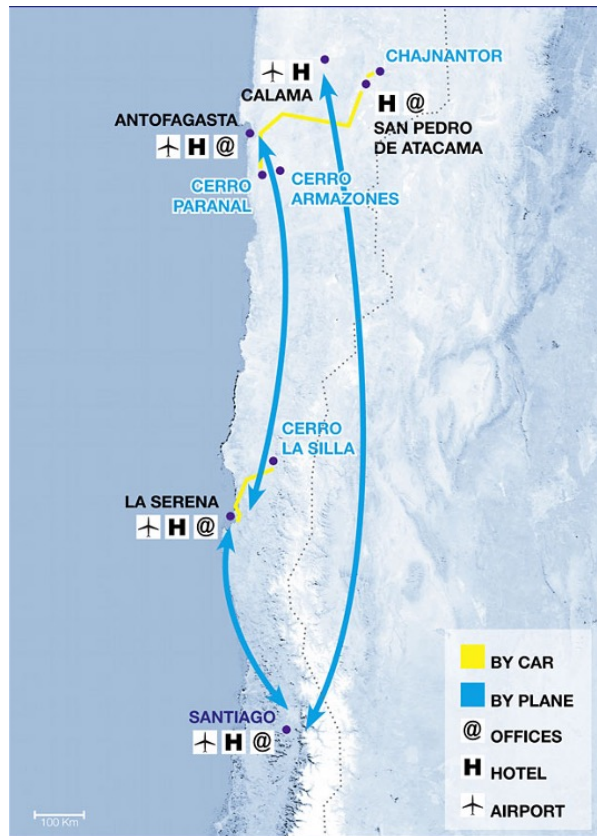 CHAJNANTOR
H
CALAMA
H @
SAN PEDRO
DE ATACAMA
ANTOFAGASTA
H @
CERRO
PARANAL
CERRO
ARMAZONES
CERRO
LA SILLA
LA SERENA
H @
SANTIAGO
H @
BY CAR
BY PLANE
@ OFFICES
H HOTEL
AIRPORT
100 Km